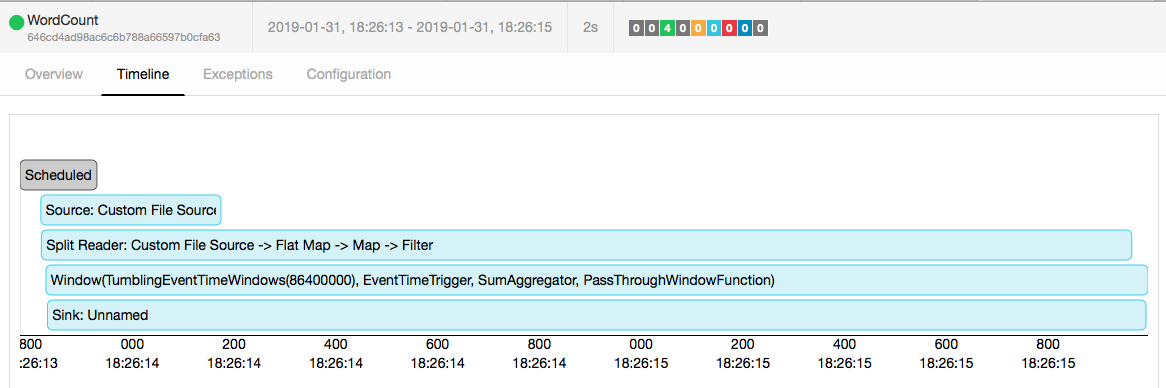 WordCount
646cd4ad98ac6c6b788a66597b0cfa63
2019-01-31, 18:26:13 - 2019-01-31, 18:26:15
2s
0 0 4 0 0 0 0 0 0
Overview Timeline Exceptions Configuration
Scheduled
Source: Custom File Source
Split Reader: Custom File Source -> Flat Map -> Map -> Filter
Window(TumblingEventTimeWindows(86400000), EventTimeTrigger, SumAggregator, PassThroughWindowFunction)
Sink: Unnamed
800 000 200 400 600 800 000 200 400 600 800
:26:13 18:26:14 18:26:14 18:26:14 18:26:14 18:26:14 18:26:15 18:26:15 18:26:15 18:26:15 18:26:15